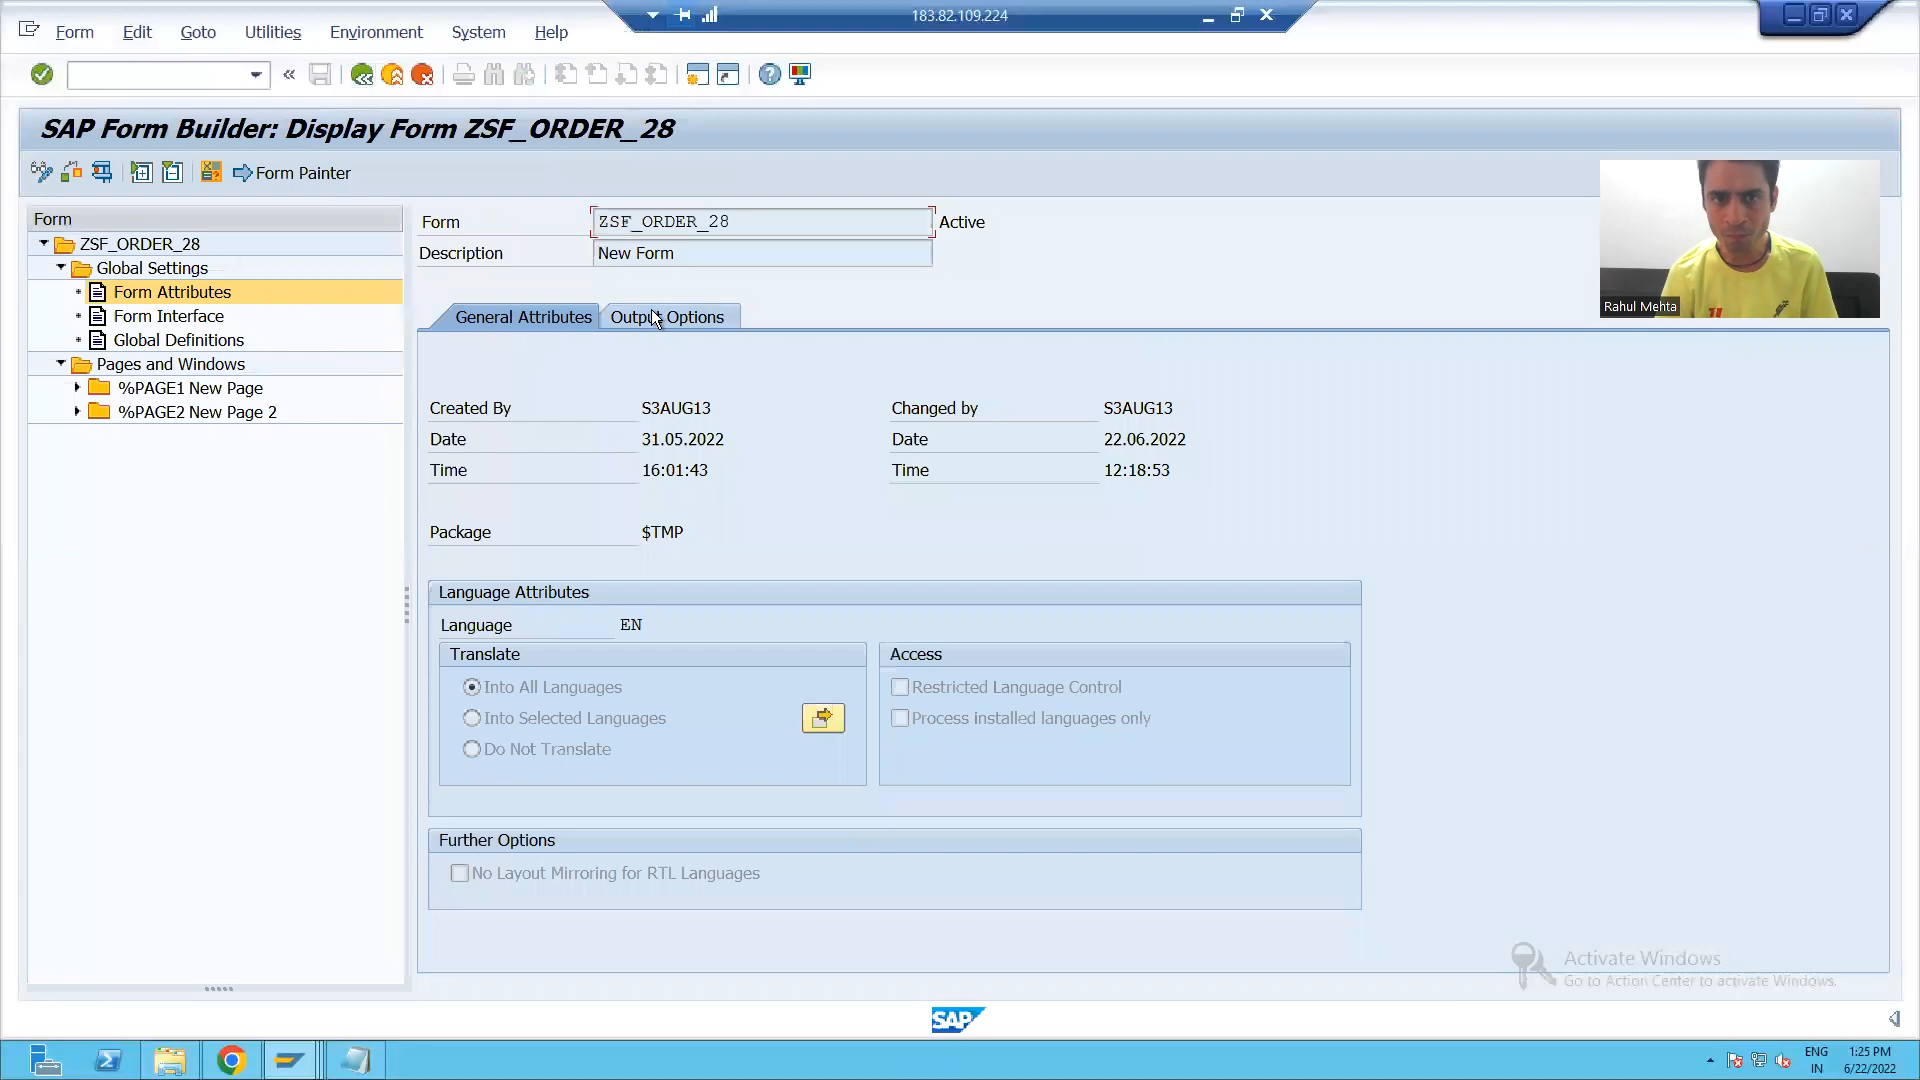 183.82.109.224
Form Edit Goto Utilities Environment System Help
SAP Form Builder: Display Form ZSF_ORDER_28
Form Painter
Form
ZSF_ORDER_28
Global Settings
Form Attributes
Form Interface
Global Definitions
Pages and Windows
%PAGE1 New Page
%PAGE2 New Page 2
Form ZSF_ORDER_28 Active
Description New Form
General Attributes Output Options
Created By S3AUG13 Changed by S3AUG13
Date 31.05.2022 Date 22.06.2022
Time 16:01:43 Time 12:18:53
Package $TMP
Language Attributes
Language EN
Translate Access
Into All Languages Restricted Language Control
Into Selected Languages Process installed languages only
Do Not Translate
Further Options
No Layout Mirroring for RTL Languages
Rahul Mehta
Activate Windows
Go to Action Center to activate Windows.
SAP
ENG 1:25 PM
IN 6/22/2022